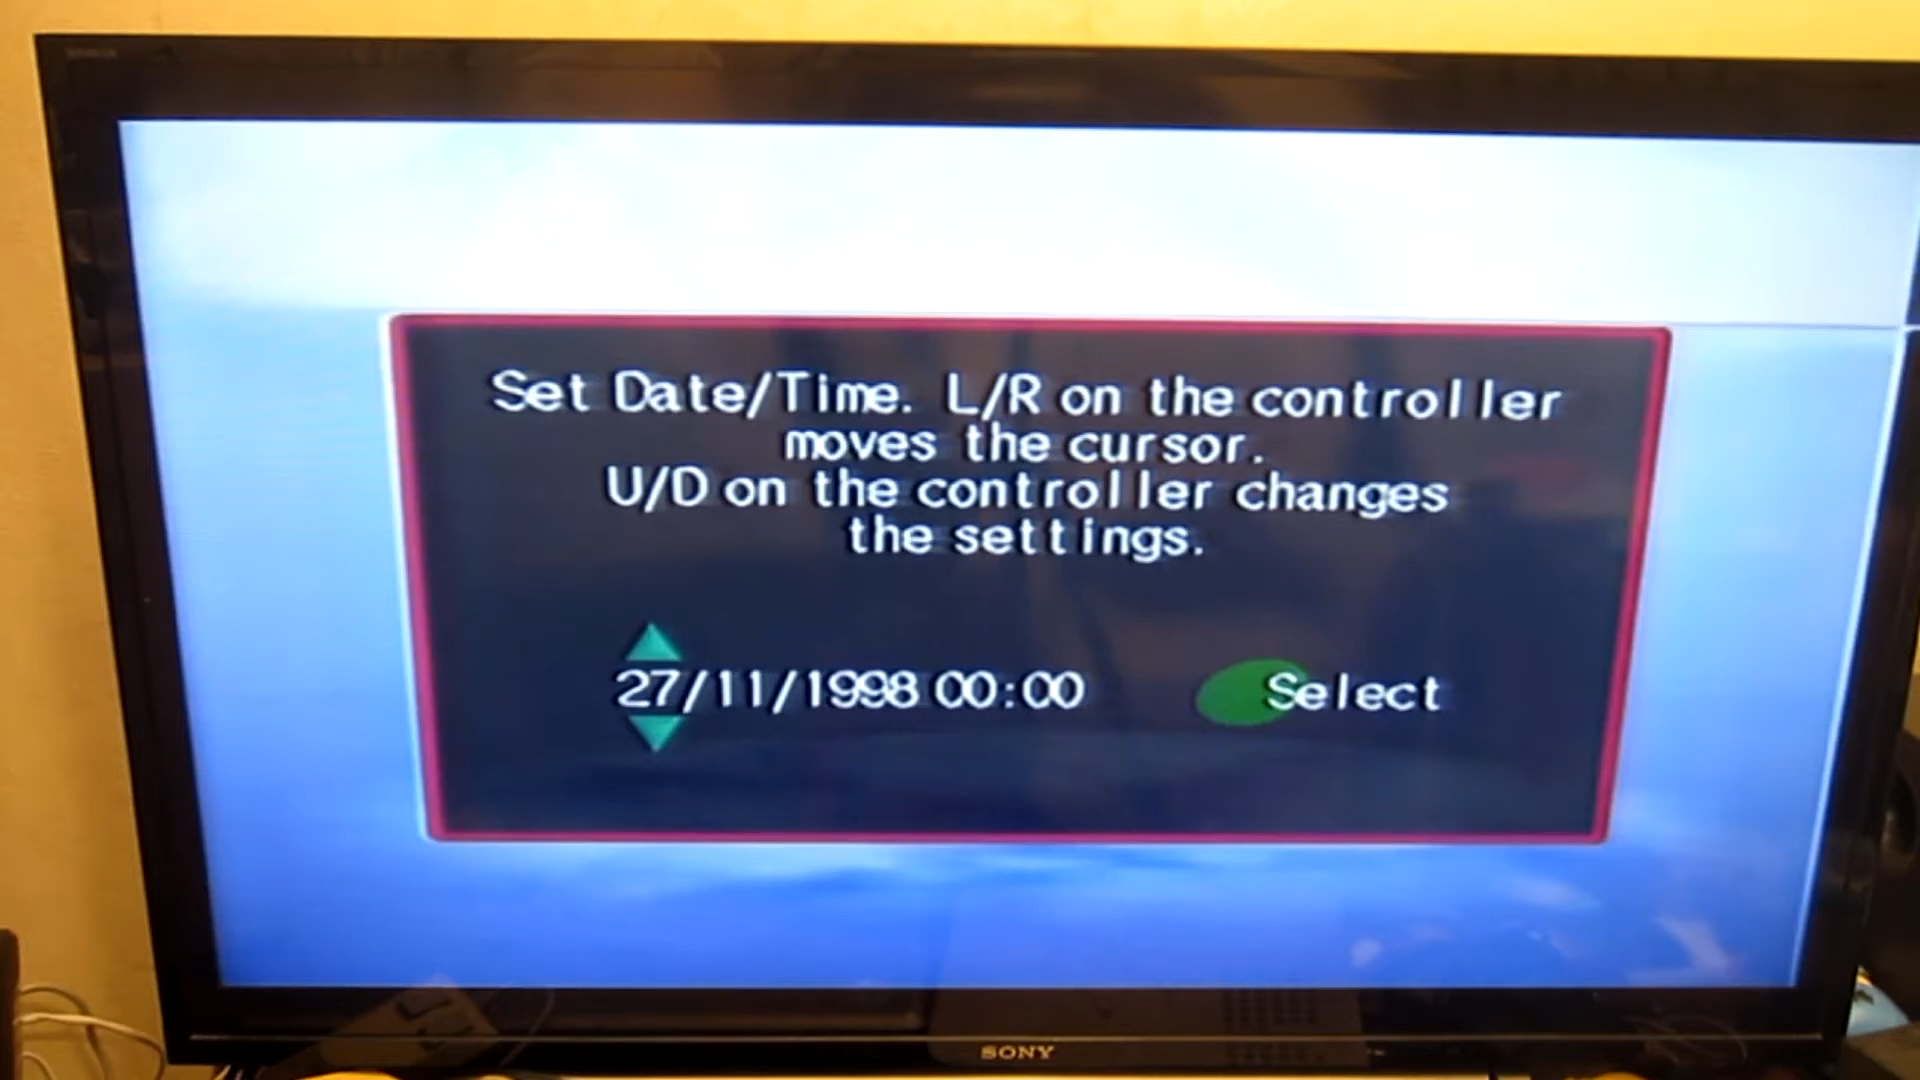 Set Date/Time. L/R on the controller
moves the cursor.
U/D on the controller changes
the settings.
27/11/1998 00:00 Select
SONY